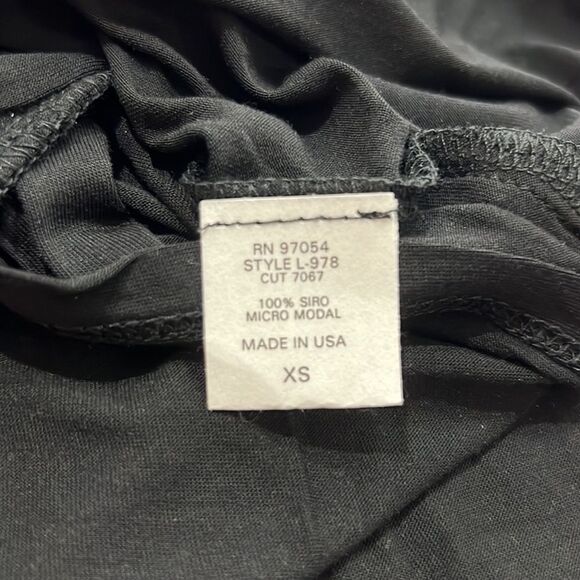 RN 97054
STYLE L-978
CUT 7067
100% SIRO
MICRO MODAL
MADE IN USA
XS